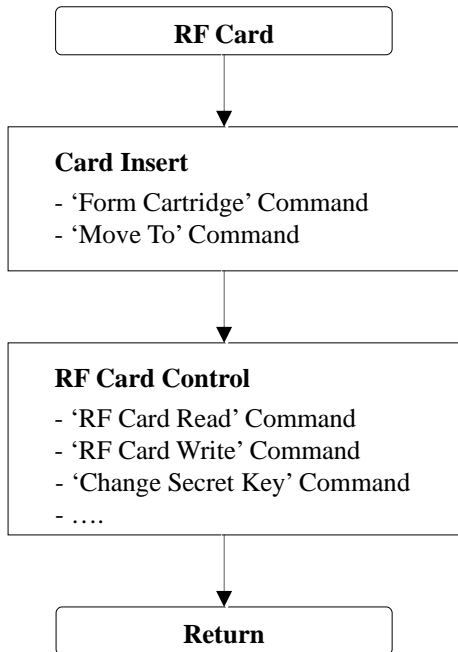 RF Card
Card Insert
- ‘Form Cartridge’ Command
- ‘Move To’ Command
RF Card Control
- ‘RF Card Read’ Command
- ‘RF Card Write’ Command
- ‘Change Secret Key’ Command
- ….
Return